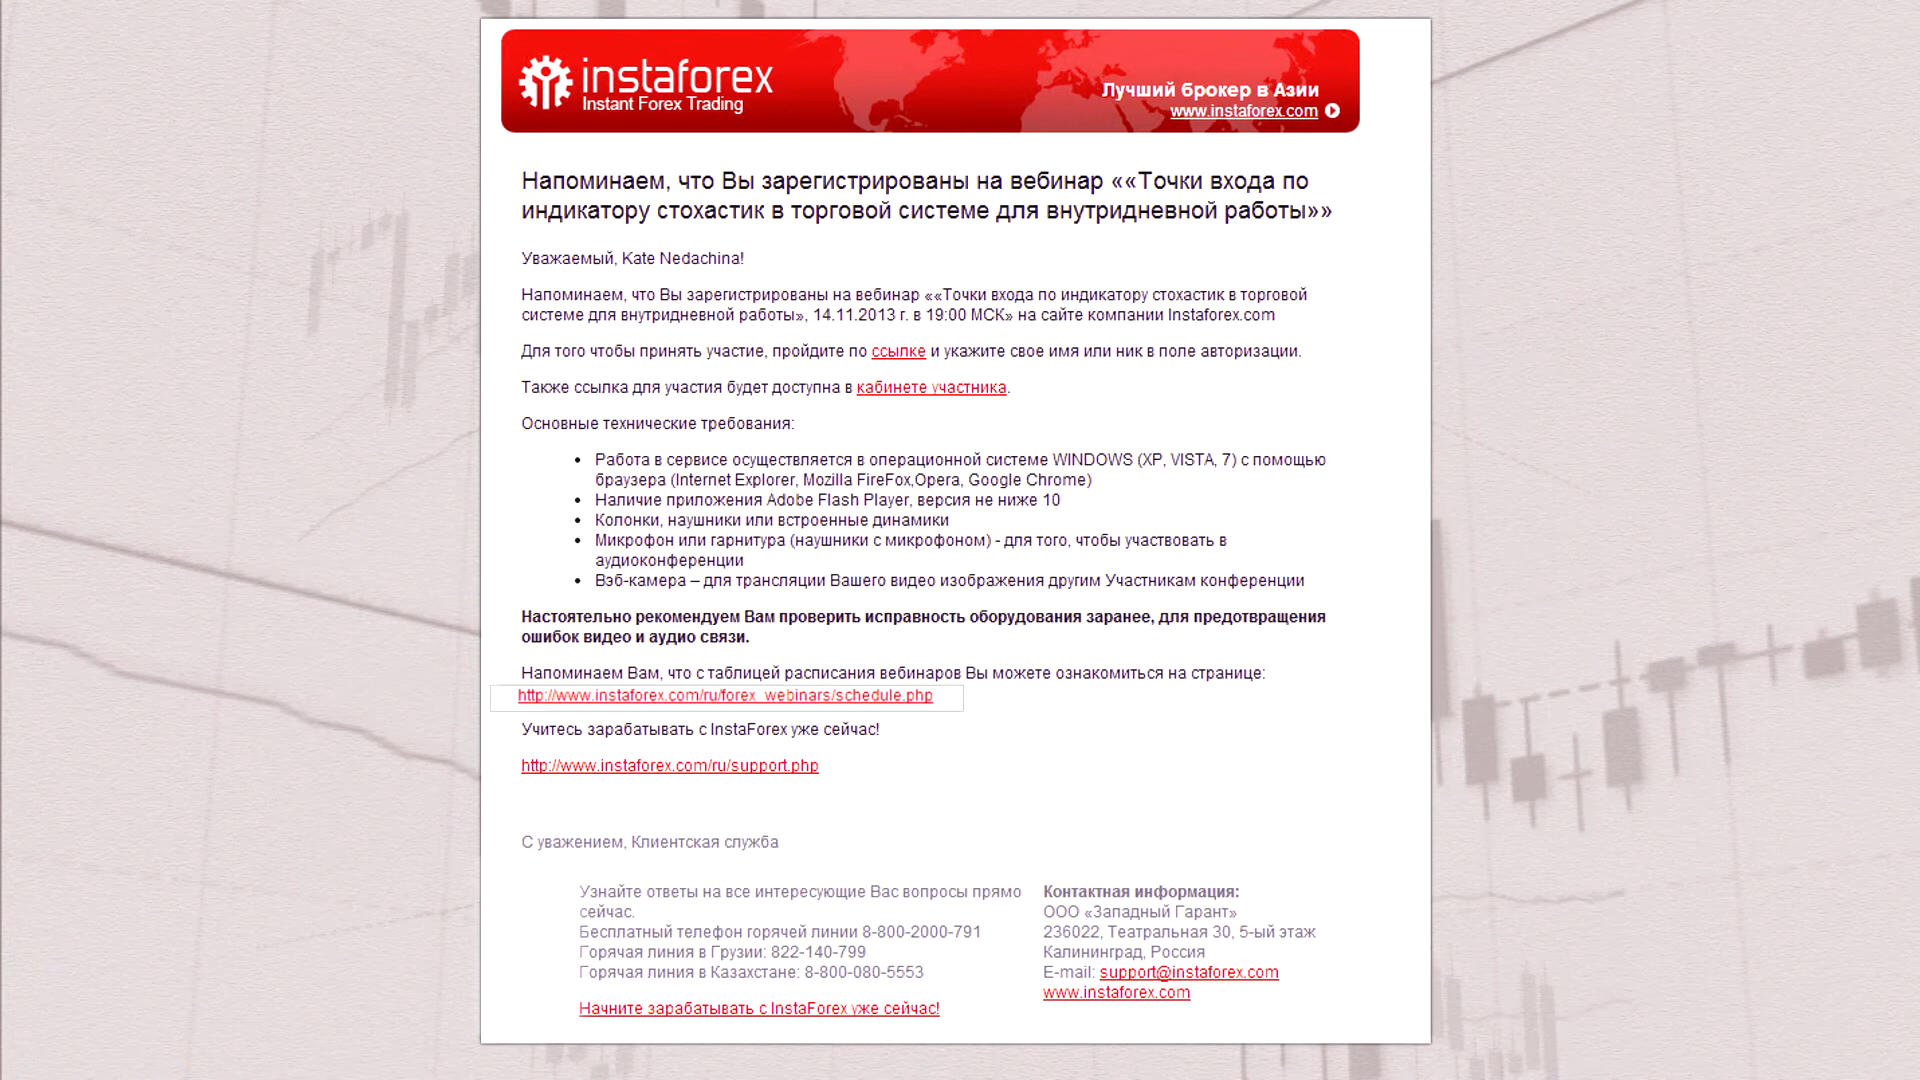 instaforex
Instant Forex Trading
Лучший брокер в Азии
www.instaforex.com
Напоминаем, что Вы зарегистрированы на вебинар ««Точки входа по
индикатору стохастик в торговой системе для внутридневной работы»»
Уважаемый, Kate Nedachina!
Напоминаем, что Вы зарегистрированы на вебинар ««Точки входа по индикатору стохастик в торговой
системе для внутридневной работы», 14.11.2013 г. в 19:00 МСК» на сайте компании Instaforex.com
Для того чтобы принять участие, пройдите по ссылке и укажите свое имя или ник в поле авторизации.
Также ссылка для участия будет доступна в кабинете участника.
Основные технические требования:
• Работа в сервисе осуществляется в операционной системе WINDOWS (XP, VISTA, 7) с помощью
браузера (Internet Explorer, Mozilla FireFox,Opera, Google Chrome)
• Наличие приложения Adobe Flash Player, версия не ниже 10
• Колонки, наушники или встроенные динамики
• Микрофон или гарнитура (наушники с микрофоном) - для того, чтобы участвовать в
аудиоконференции
• Вэб-камера – для трансляции Вашего видео изображения другим Участникам конференции
Настоятельно рекомендуем Вам проверить исправность оборудования заранее, для предотвращения
ошибок видео и аудио связи.
Напоминаем Вам, что с таблицей расписания вебинаров Вы можете ознакомиться на странице:
http://www.instaforex.com/ru/forex_webinars/schedule.php
Учитесь зарабатывать с InstaForex уже сейчас!
http://www.instaforex.com/ru/support.php
С уважением, Клиентская служба
Узнайте ответы на все интересующие Вас вопросы прямо
сейчас.
Бесплатный телефон горячей линии 8-800-2000-791
Горячая линия в Грузии: 822-140-799
Горячая линия в Казахстане: 8-800-080-5553
Начните зарабатывать с InstaForex уже сейчас!
Контактная информация:
ООО «Западный Гарант»
236022, Театральная 30, 5-ый этаж
Калининград, Россия
E-mail: support@instaforex.com
www.instaforex.com